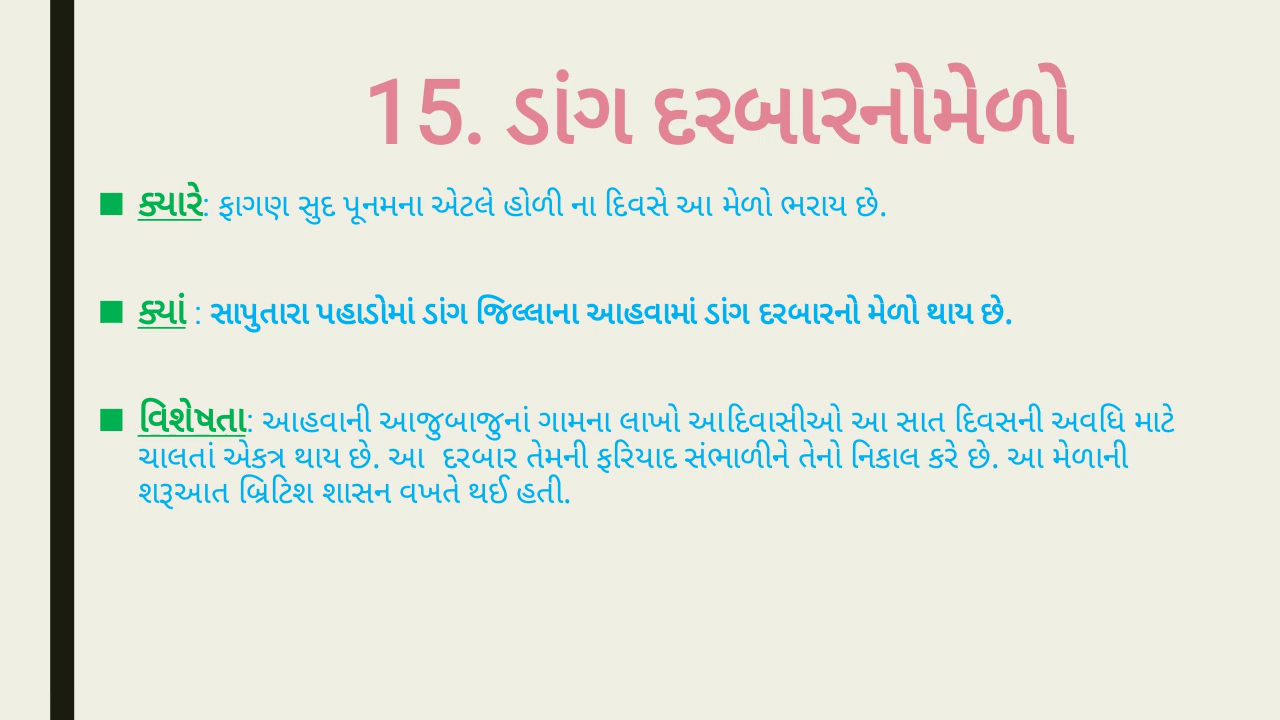 15. ડાંગ દરબારનોમેળો
■ ક્યારે: ફાગણ સુદ પૂનમના એટલે હોળી ના દિવસે આ મેળો ભરાય છે.
■ ક્યાં : સાપુતારા પહાડોમાં ડાંગ જિલ્લાના આહવામાં ડાંગ દરબારનો મેળો થાય છે.
■ વિશેષતા: આહવાની આજુબાજુનાં ગામના લાખો આદિવાસીઓ આ સાત દિવસની અવધિ માટે
ચાલતાં એકત્ર થાય છે. આ  દરબાર તેમની ફરિયાદ સંભાળીને તેનો નિકાલ કરે છે. આ મેળાની
શરૂઆત બ્રિટિશ શાસન વખતે થઈ હતી.